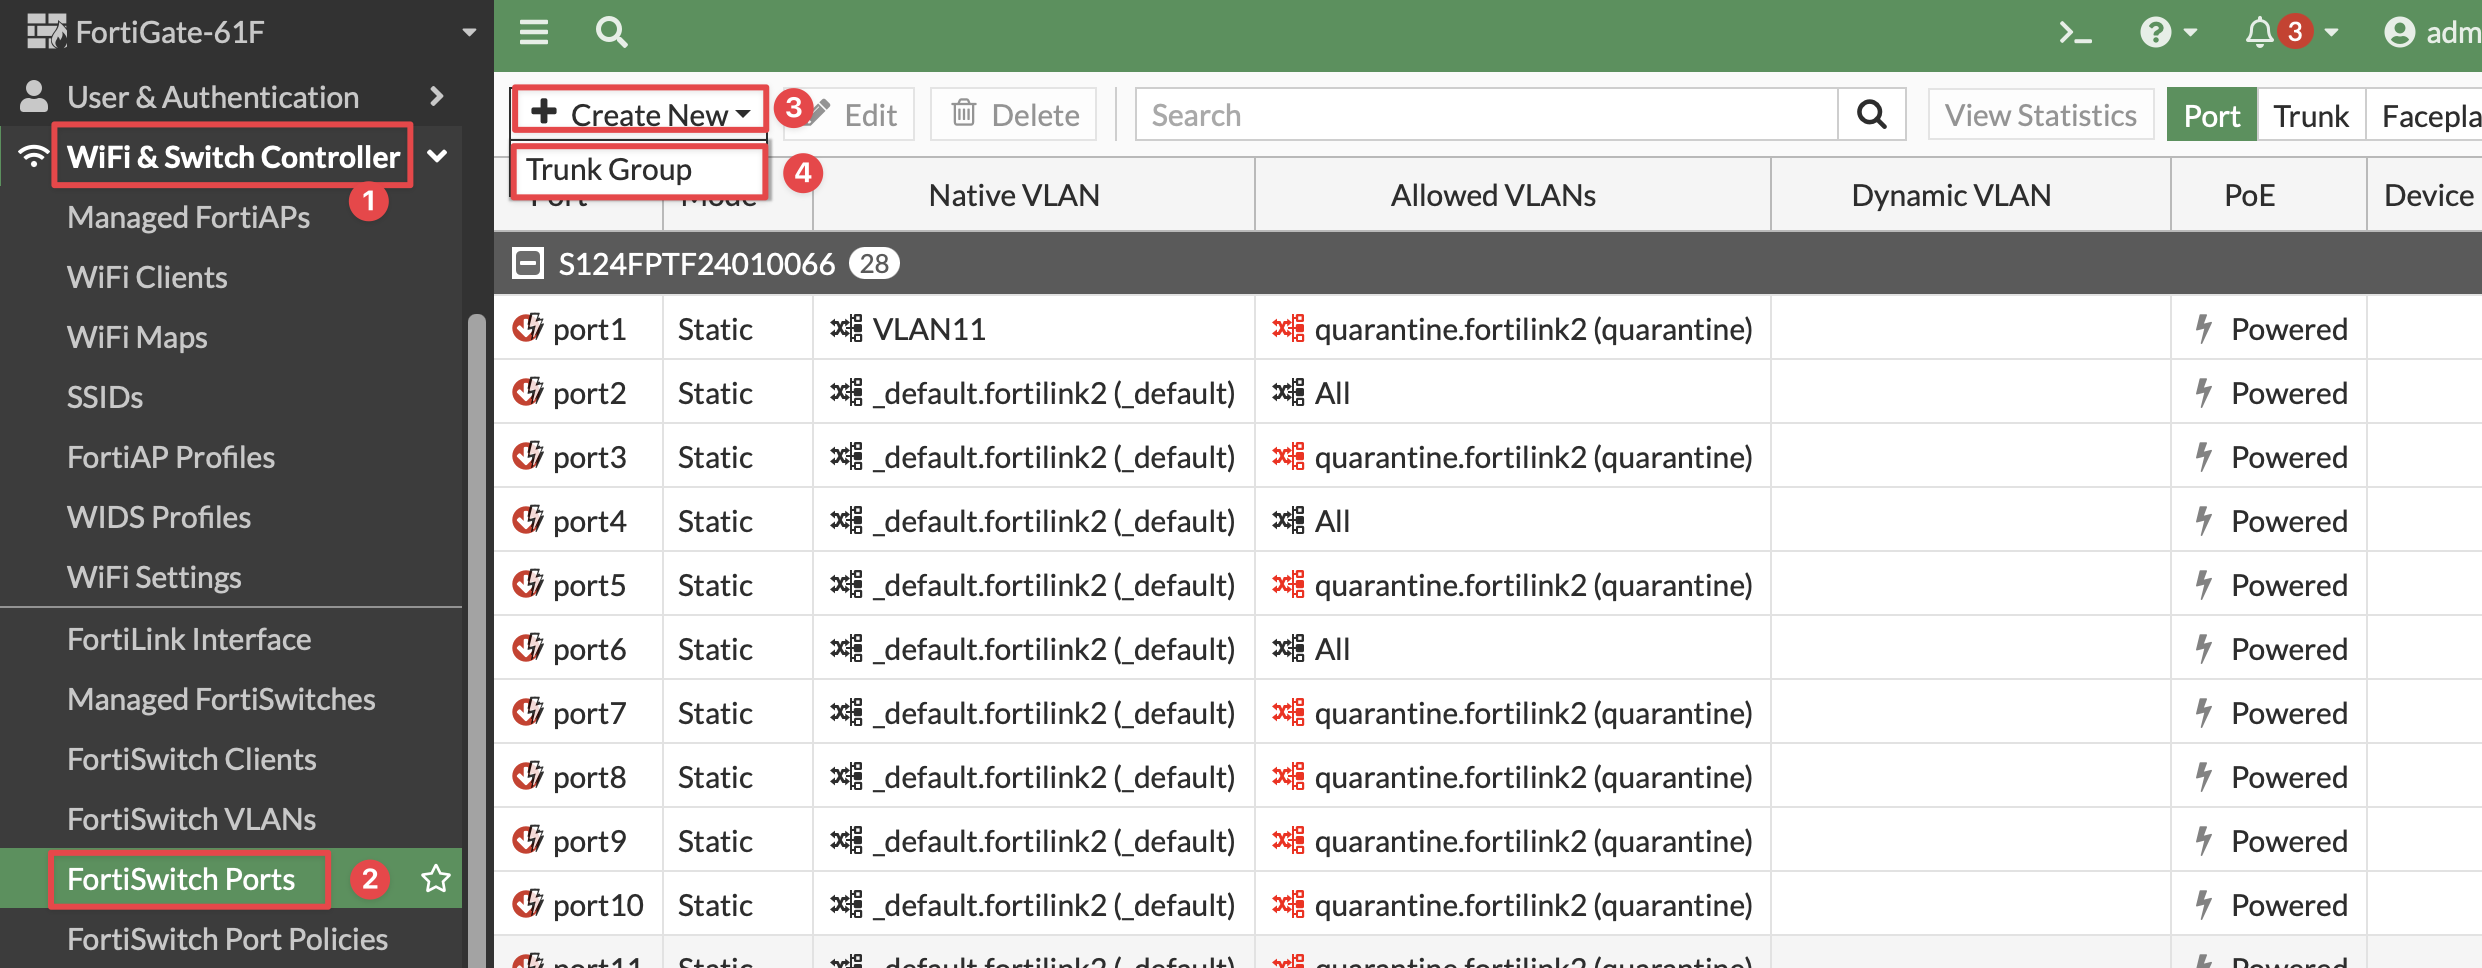 FortiGate-61F
3
adm
User & Authentication
WiFi & Switch Controller
1
Managed FortiAPs
WiFi Clients
WiFi Maps
SSIDs
FortiAP Profiles
WIDS Profiles
WiFi Settings
FortiLink Interface
Managed FortiSwitches
FortiSwitch Clients
FortiSwitch VLANs
FortiSwitch Ports 2
FortiSwitch Port Policies
Create New 3 Edit Delete Search View Statistics Port Trunk Facepla
Trunk Group 4
Port Mode Native VLAN Allowed VLANs Dynamic VLAN PoE Device
S124FPTF24010066 28
port1 Static VLAN11 quarantine.fortilink2 (quarantine) Powered
port2 Static _default.fortilink2 (_default) All Powered
port3 Static _default.fortilink2 (_default) quarantine.fortilink2 (quarantine) Powered
port4 Static _default.fortilink2 (_default) All Powered
port5 Static _default.fortilink2 (_default) quarantine.fortilink2 (quarantine) Powered
port6 Static _default.fortilink2 (_default) All Powered
port7 Static _default.fortilink2 (_default) quarantine.fortilink2 (quarantine) Powered
port8 Static _default.fortilink2 (_default) quarantine.fortilink2 (quarantine) Powered
port9 Static _default.fortilink2 (_default) quarantine.fortilink2 (quarantine) Powered
port10 Static _default.fortilink2 (_default) quarantine.fortilink2 (quarantine) Powered
port11 Static _default.fortilink2 (_default) quarantine.fortilink2 (quarantine) Powered